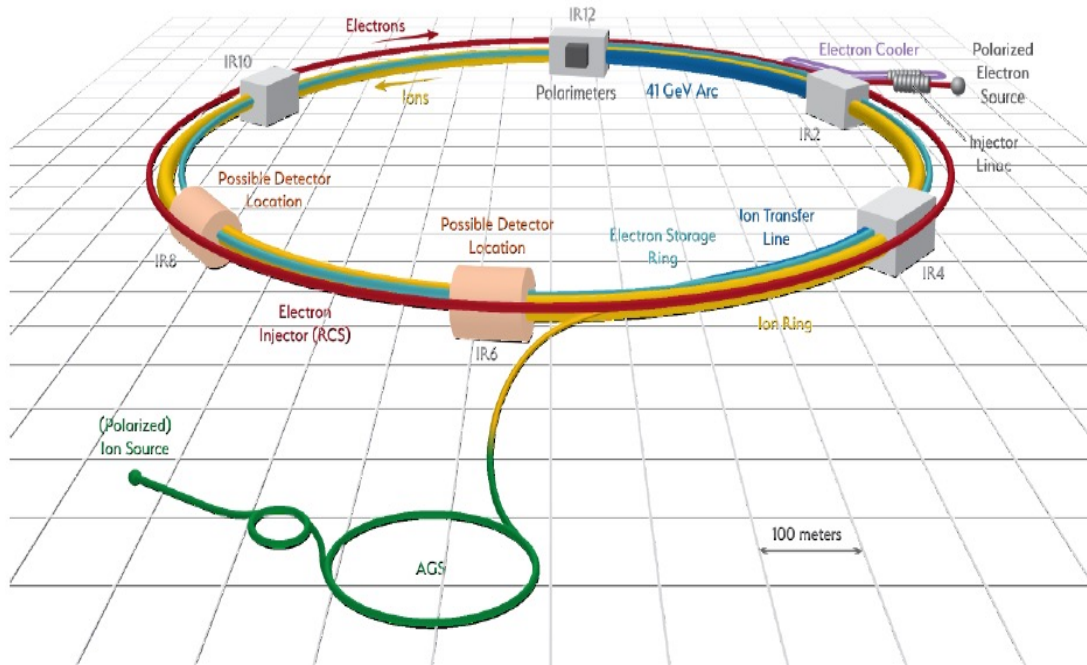 IR12
Electrons
Electron Cooler
Polarized
Electron
Source
IR10
Ions
Polarimeters
41 GeV Arc
IR2
Injector
Linac
Possible Detector
Location
Possible Detector
Location
Ion Transfer
Line
Electron Storage
Ring
IR8
IR4
Electron
Injector (RCS)
Ion Ring
IR6
(Polarized)
Ion Source
100 meters
AGS